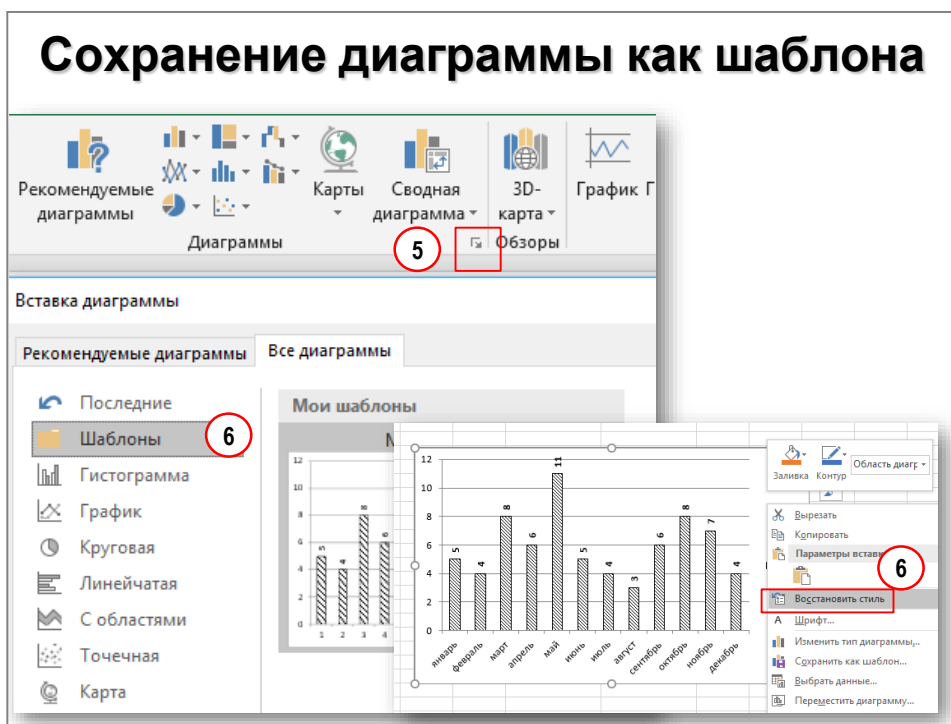 Сохранение диаграммы как шаблона
Рекомендуемые
диаграммы
Карты
Сводная
диаграмма
3D-
карта
График Г
Диаграммы
5
Обзоры
Вставка диаграммы
Рекомендуемые диаграммы
Все диаграммы
Последние
Шаблоны
6
Гистограмма
График
Круговая
Линейчатая
С областями
Точечная
Карта
Мои шаблоны
М
12
10
8
6
4
2
0
5
4
8
6
1 2 3 4
12
10
8
6
4
2
0
5
4
8
6
11
5
4
3
6
8
7
4
январь
февраль
март
апрель
май
июнь
июль
август
сентябрь
октябрь
ноябрь
декабрь
Заливка
Контур
Область диагр
Вырезать
Копировать
Параметры вставк
6
Восстановить стиль
А Шрифт...
Изменить тип диаграммы...
Сохранить как шаблон...
Выбрать данные...
Переместить диаграмму...